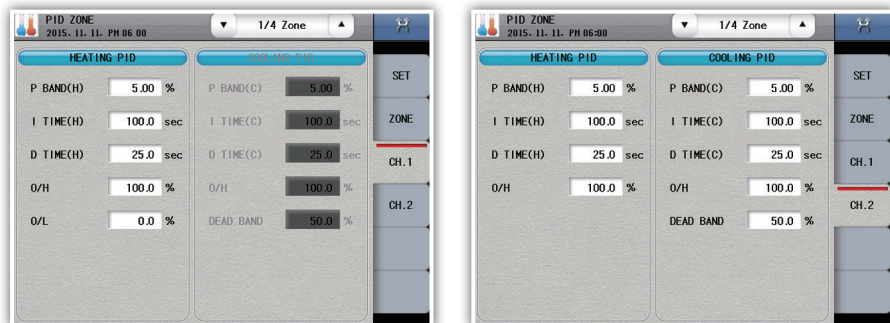 PID ZONE
2015. 11. 11. PM 06 00
▼ 1/4 Zone ▲
HEATING PID
COOLING PID
P BAND(H) 5.00 % P BAND(C) 5.00 %
I TIME(H) 100.0 sec I TIME(C) 100.0 sec
D TIME(H) 25.0 sec D TIME(C) 25.0 sec
O/H 100.0 % O/H 100.0 %
O/L 0.0 % DEAD BAND 50.0 %
SET
ZONE
CH.1
CH.2
PID ZONE
2015. 11. 11. PM 06:00
▼ 1/4 Zone ▲
HEATING PID
COOLING PID
P BAND(H) 5.00 % P BAND(C) 5.00 %
I TIME(H) 100.0 sec I TIME(C) 100.0 sec
D TIME(H) 25.0 sec D TIME(C) 25.0 sec
O/H 100.0 % O/H 100.0 %
DEAD BAND 50.0 %
SET
ZONE
CH.1
CH.2